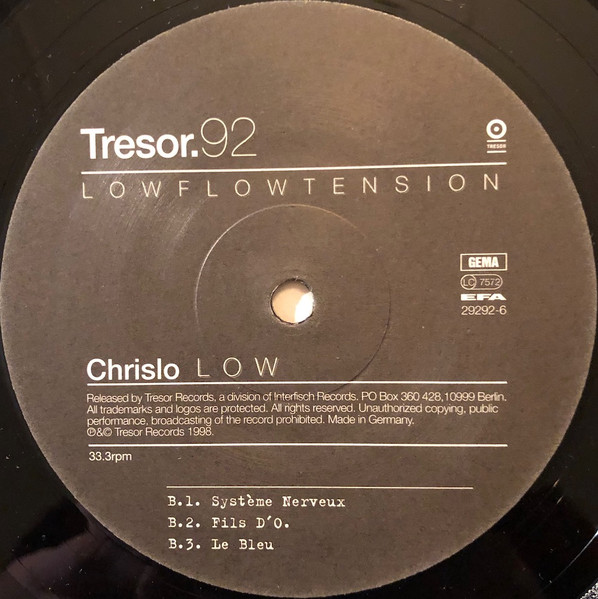 Tresor.92
TRESOR
LOWFLOWTENSION
GEMA
LC 7572
EFA
29292-6
Chrislo LOW
Released by Tresor Records, a division of Interfisch Records. PO Box 360 428,10999 Berlin.
All trademarks and logos are protected. All rights reserved. Unauthorized copying, public
performance, broadcasting of the record prohibited. Made in Germany.
℗&© Tresor Records 1998.
33.3rpm
B.1. Système Nerveux
B.2. Fils D'O.
B.3. Le Bleu